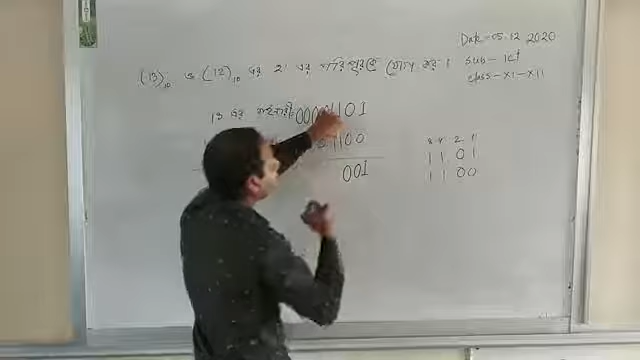 Date - 05.12.2020
(13)₁₀ ও (12)₁₀ এর 2' এর পরিপূরকে যোগ কর।
sub - ICT
class - XI - XII
13 এর বাইনারী = 00001101
1100
001
8 4 2 1
1 1 0 1
1 1 0 0